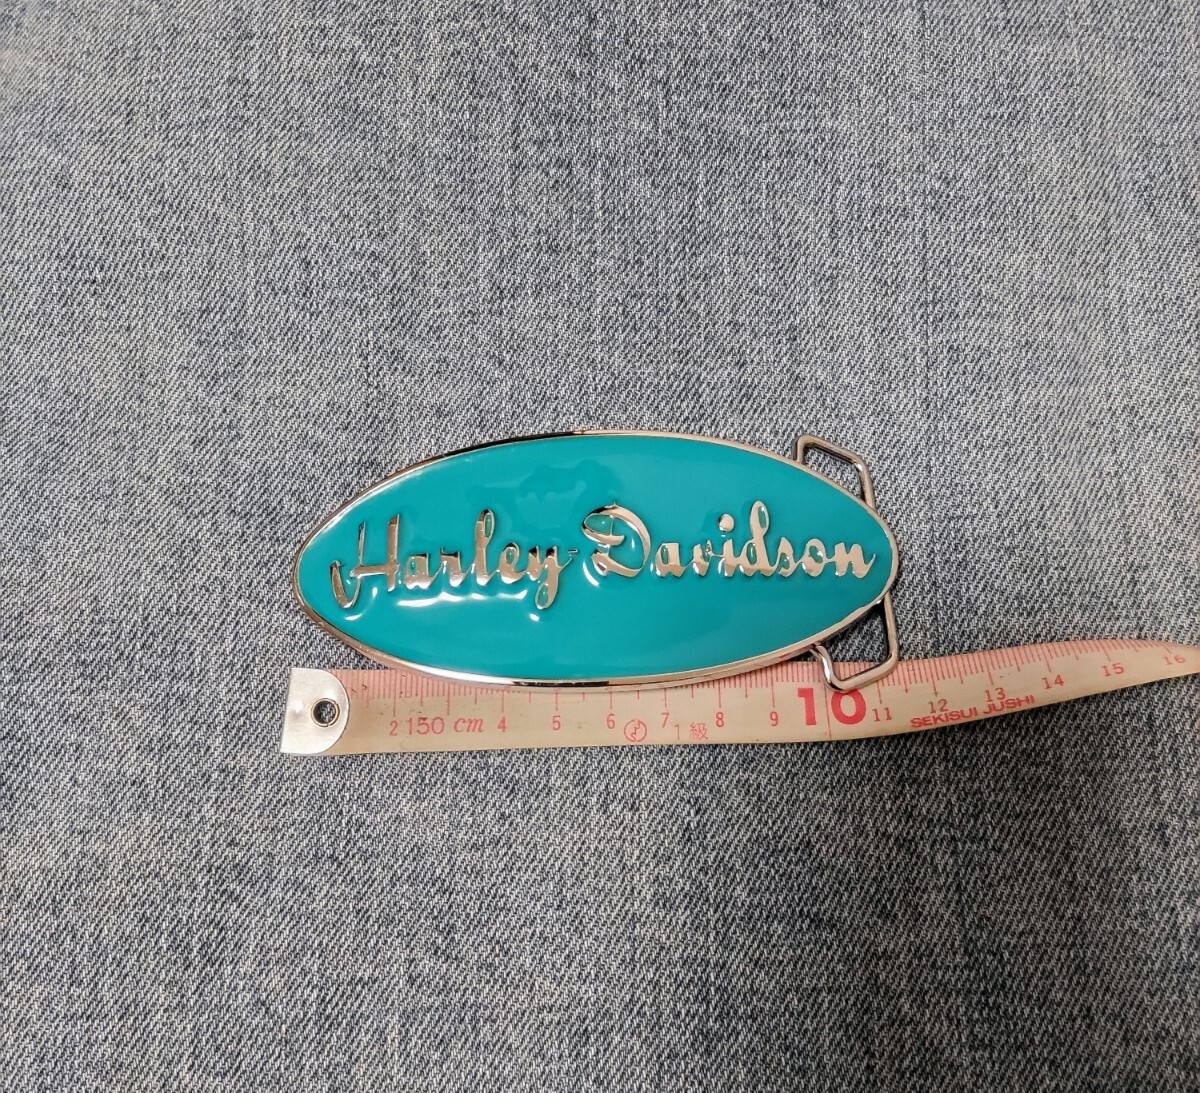 Harley-Davidson
2 150 cm 4 5 6 7 1級 8 9 10 11 12 13 14 15 16
SEKISUI JUSHI